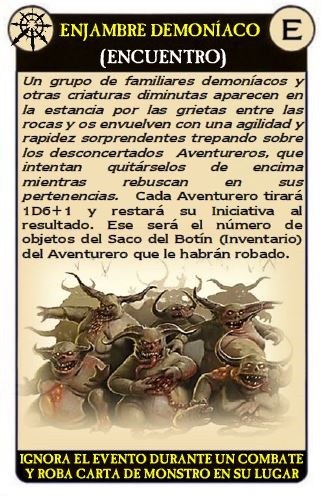 ENJAMBRE DEMONÍACO
E
(ENCUENTRO)
Un grupo de familiares demoníacos y
otras criaturas diminutas aparecen en
la estancia por las grietas entre las
rocas y os envuelven con una agilidad y
rapidez sorprendentes trepando sobre
los desconcertados Aventureros, que
intentan quitárselos de encima
mientras rebuscan en sus
pertenencias. Cada Aventurero tirará
1D6+1 y restará su Iniciativa al
resultado. Ese será el número de
objetos del Saco del Botín (Inventario)
del Aventurero que le habrán robado.
IGNORA EL EVENTO DURANTE UN COMBATE
Y ROBA CARTA DE MONSTRO EN SU LUGAR